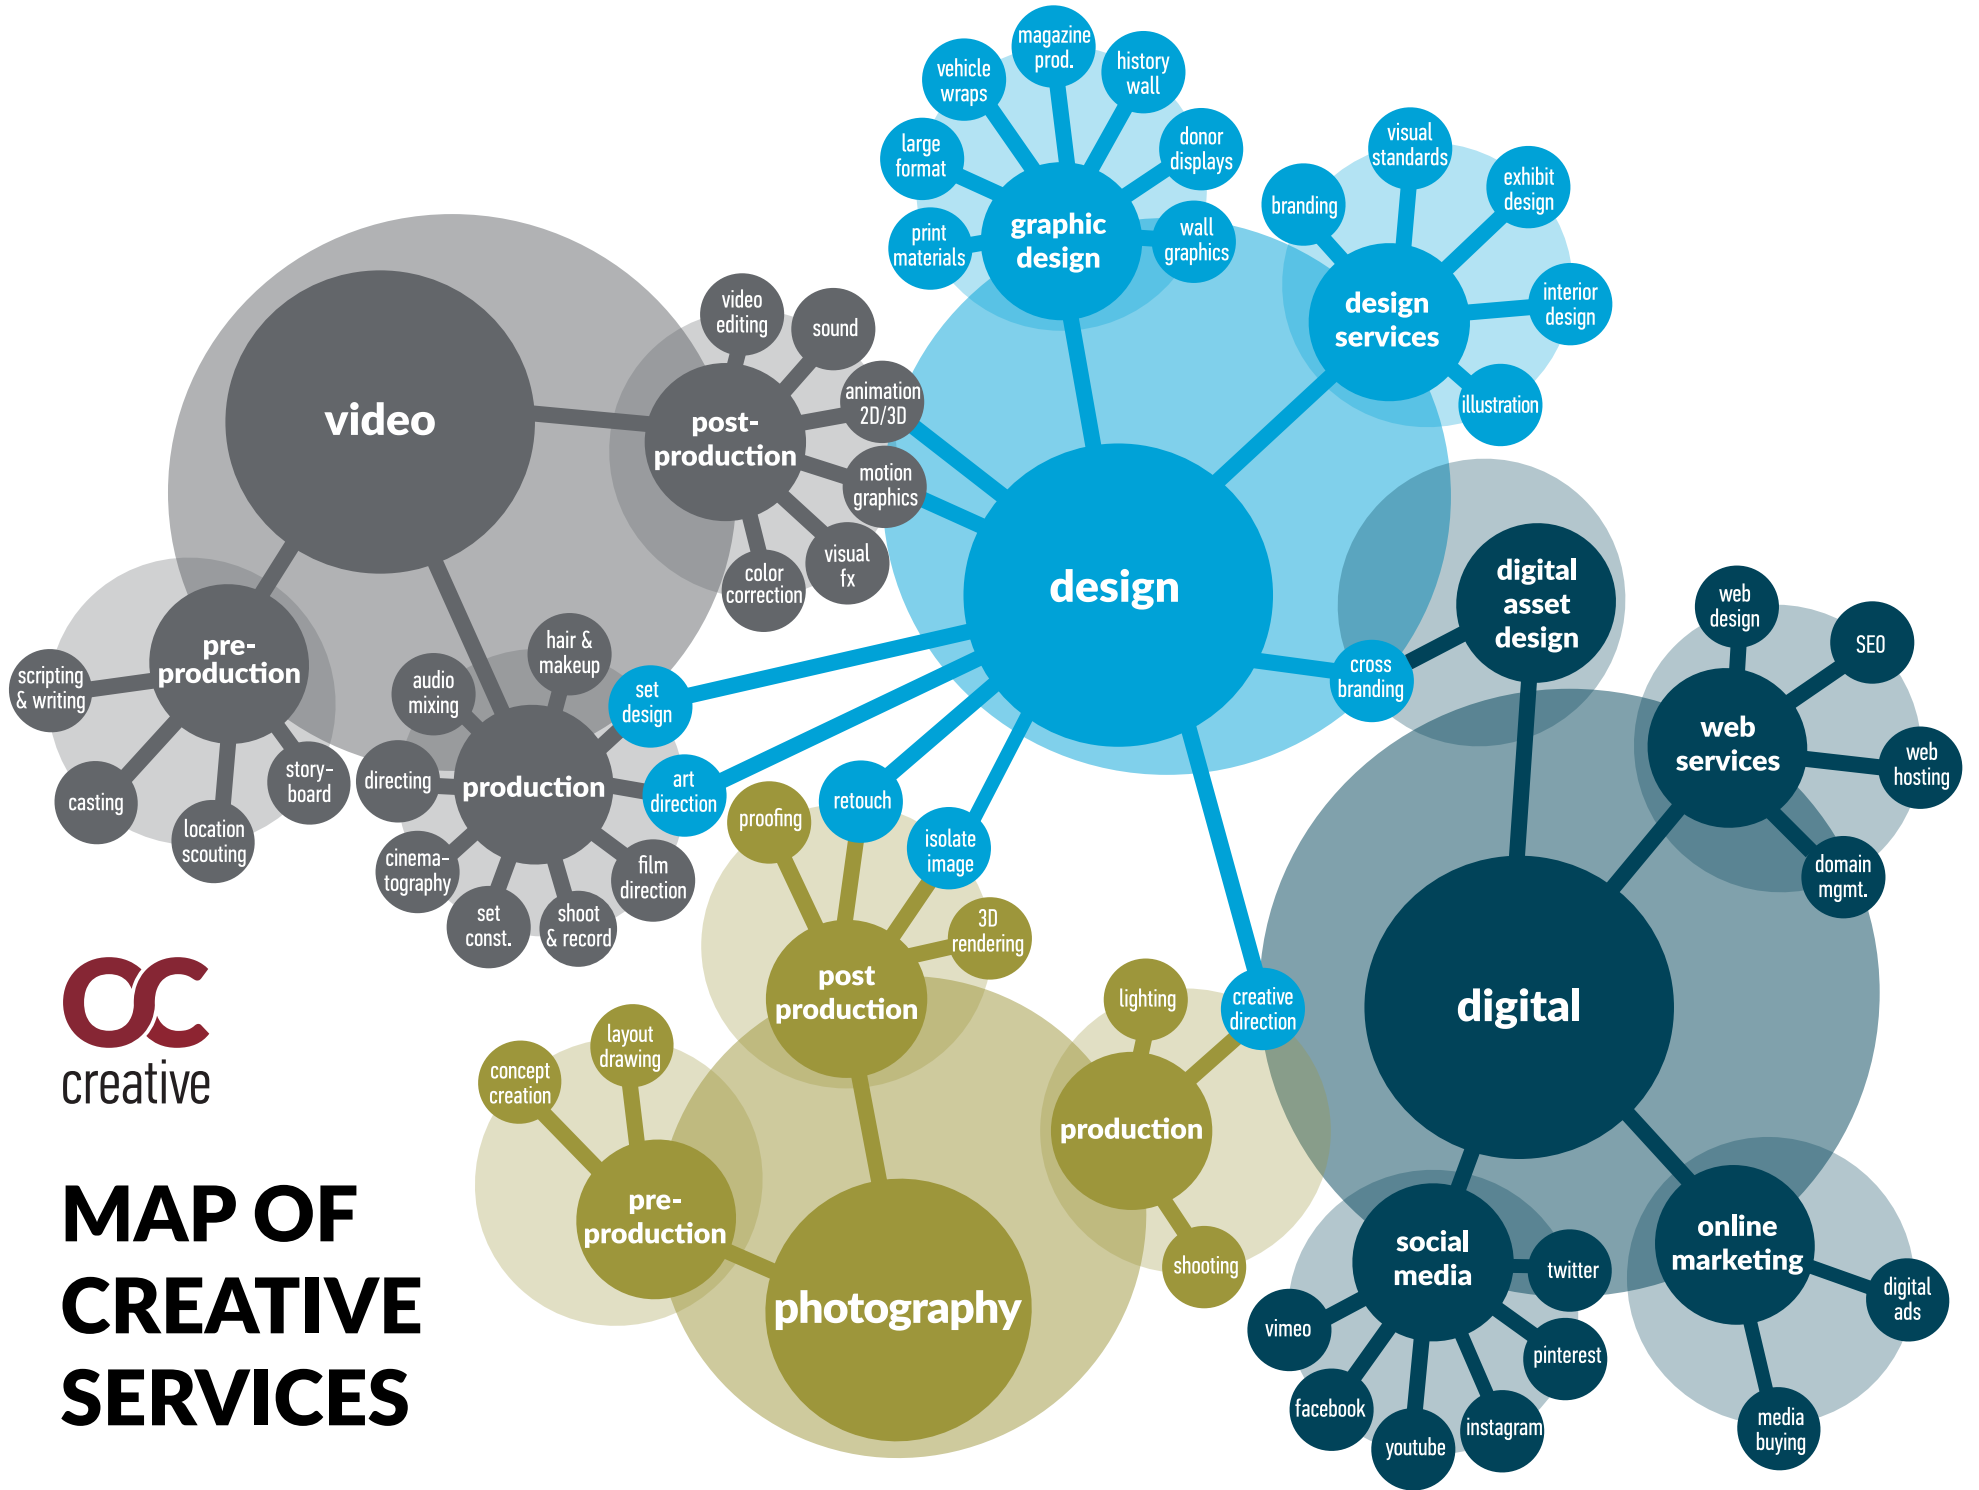 magazine
prod.
vehicle
wraps
history
wall
large
format
donor
displays
print
materials
graphic
design
wall
graphics
visual
standards
branding
exhibit
design
interior
design
design
services
illustration
video
video
editing
sound
animation
2D/3D
post-
production
motion
graphics
visual
fx
color
correction
design
pre-
production
scripting
& writing
casting
location
scouting
story-
board
hair &
makeup
audio
mixing
set
design
directing
production
art
direction
cinema-
tography
film
direction
set
const.
shoot
& record
cross
branding
digital
asset
design
web
design
SEO
web
services
web
hosting
domain
mgmt.
proofing
retouch
isolate
image
3D
rendering
post
production
lighting
creative
direction
production
shooting
layout
drawing
concept
creation
pre-
production
photography
digital
social
media
twitter
vimeo
pinterest
facebook
instagram
youtube
online
marketing
digital
ads
media
buying
OC
creative
MAP OF
CREATIVE
SERVICES